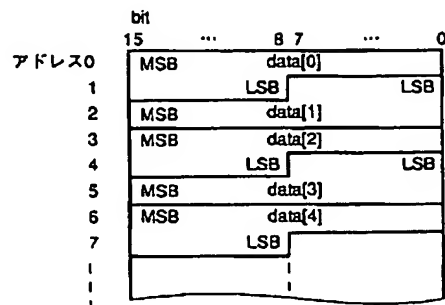 bit
15 … 8 7 … 0
アドレス0 MSB data[0]
1 LSB LSB
2 MSB data[1]
3 MSB data[2]
4 LSB LSB
5 MSB data[3]
6 MSB data[4]
7 LSB